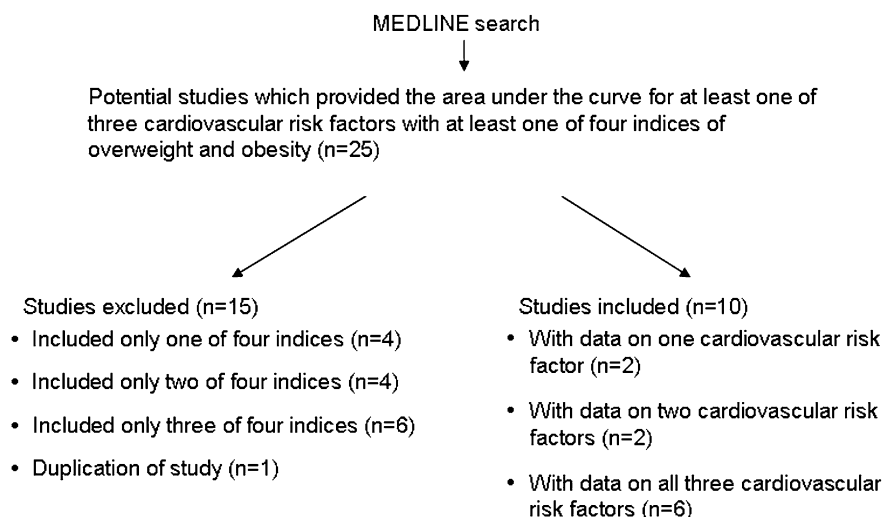 MEDLINE search
Potential studies which provided the area under the curve for at least one of
three cardiovascular risk factors with at least one of four indices of
overweight and obesity (n=25)
Studies excluded (n=15)
• Included only one of four indices (n=4)
• Included only two of four indices (n=4)
• Included only three of four indices (n=6)
• Duplication of study (n=1)
Studies included (n=10)
• With data on one cardiovascular risk
factor (n=2)
• With data on two cardiovascular risk
factors (n=2)
• With data on all three cardiovascular
risk factors (n=6)